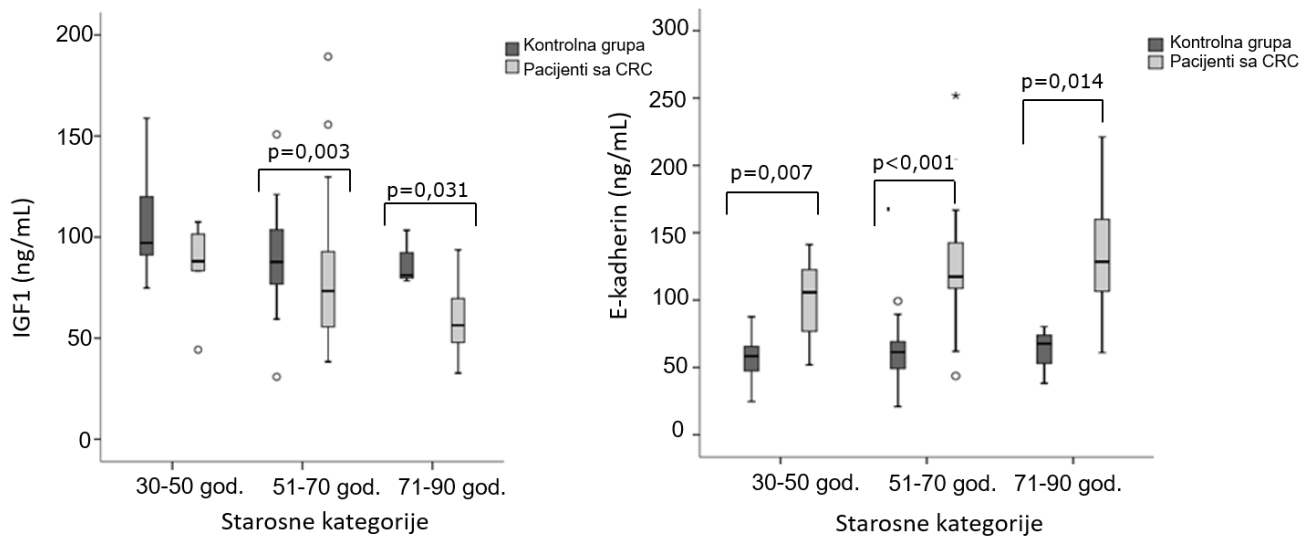 200
150
100
50
0
IGF1 (ng/mL)
Kontrolna grupa
Pacijenti sa CRC
p=0,003
p=0,031
30-50 god.
51-70 god.
71-90 god.
Starosne kategorije
300
250
200
150
100
50
0
E-kadherin (ng/mL)
Kontrolna grupa
Pacijenti sa CRC
p=0,007
p<0,001
p=0,014
30-50 god.
51-70 god.
71-90 god.
Starosne kategorije